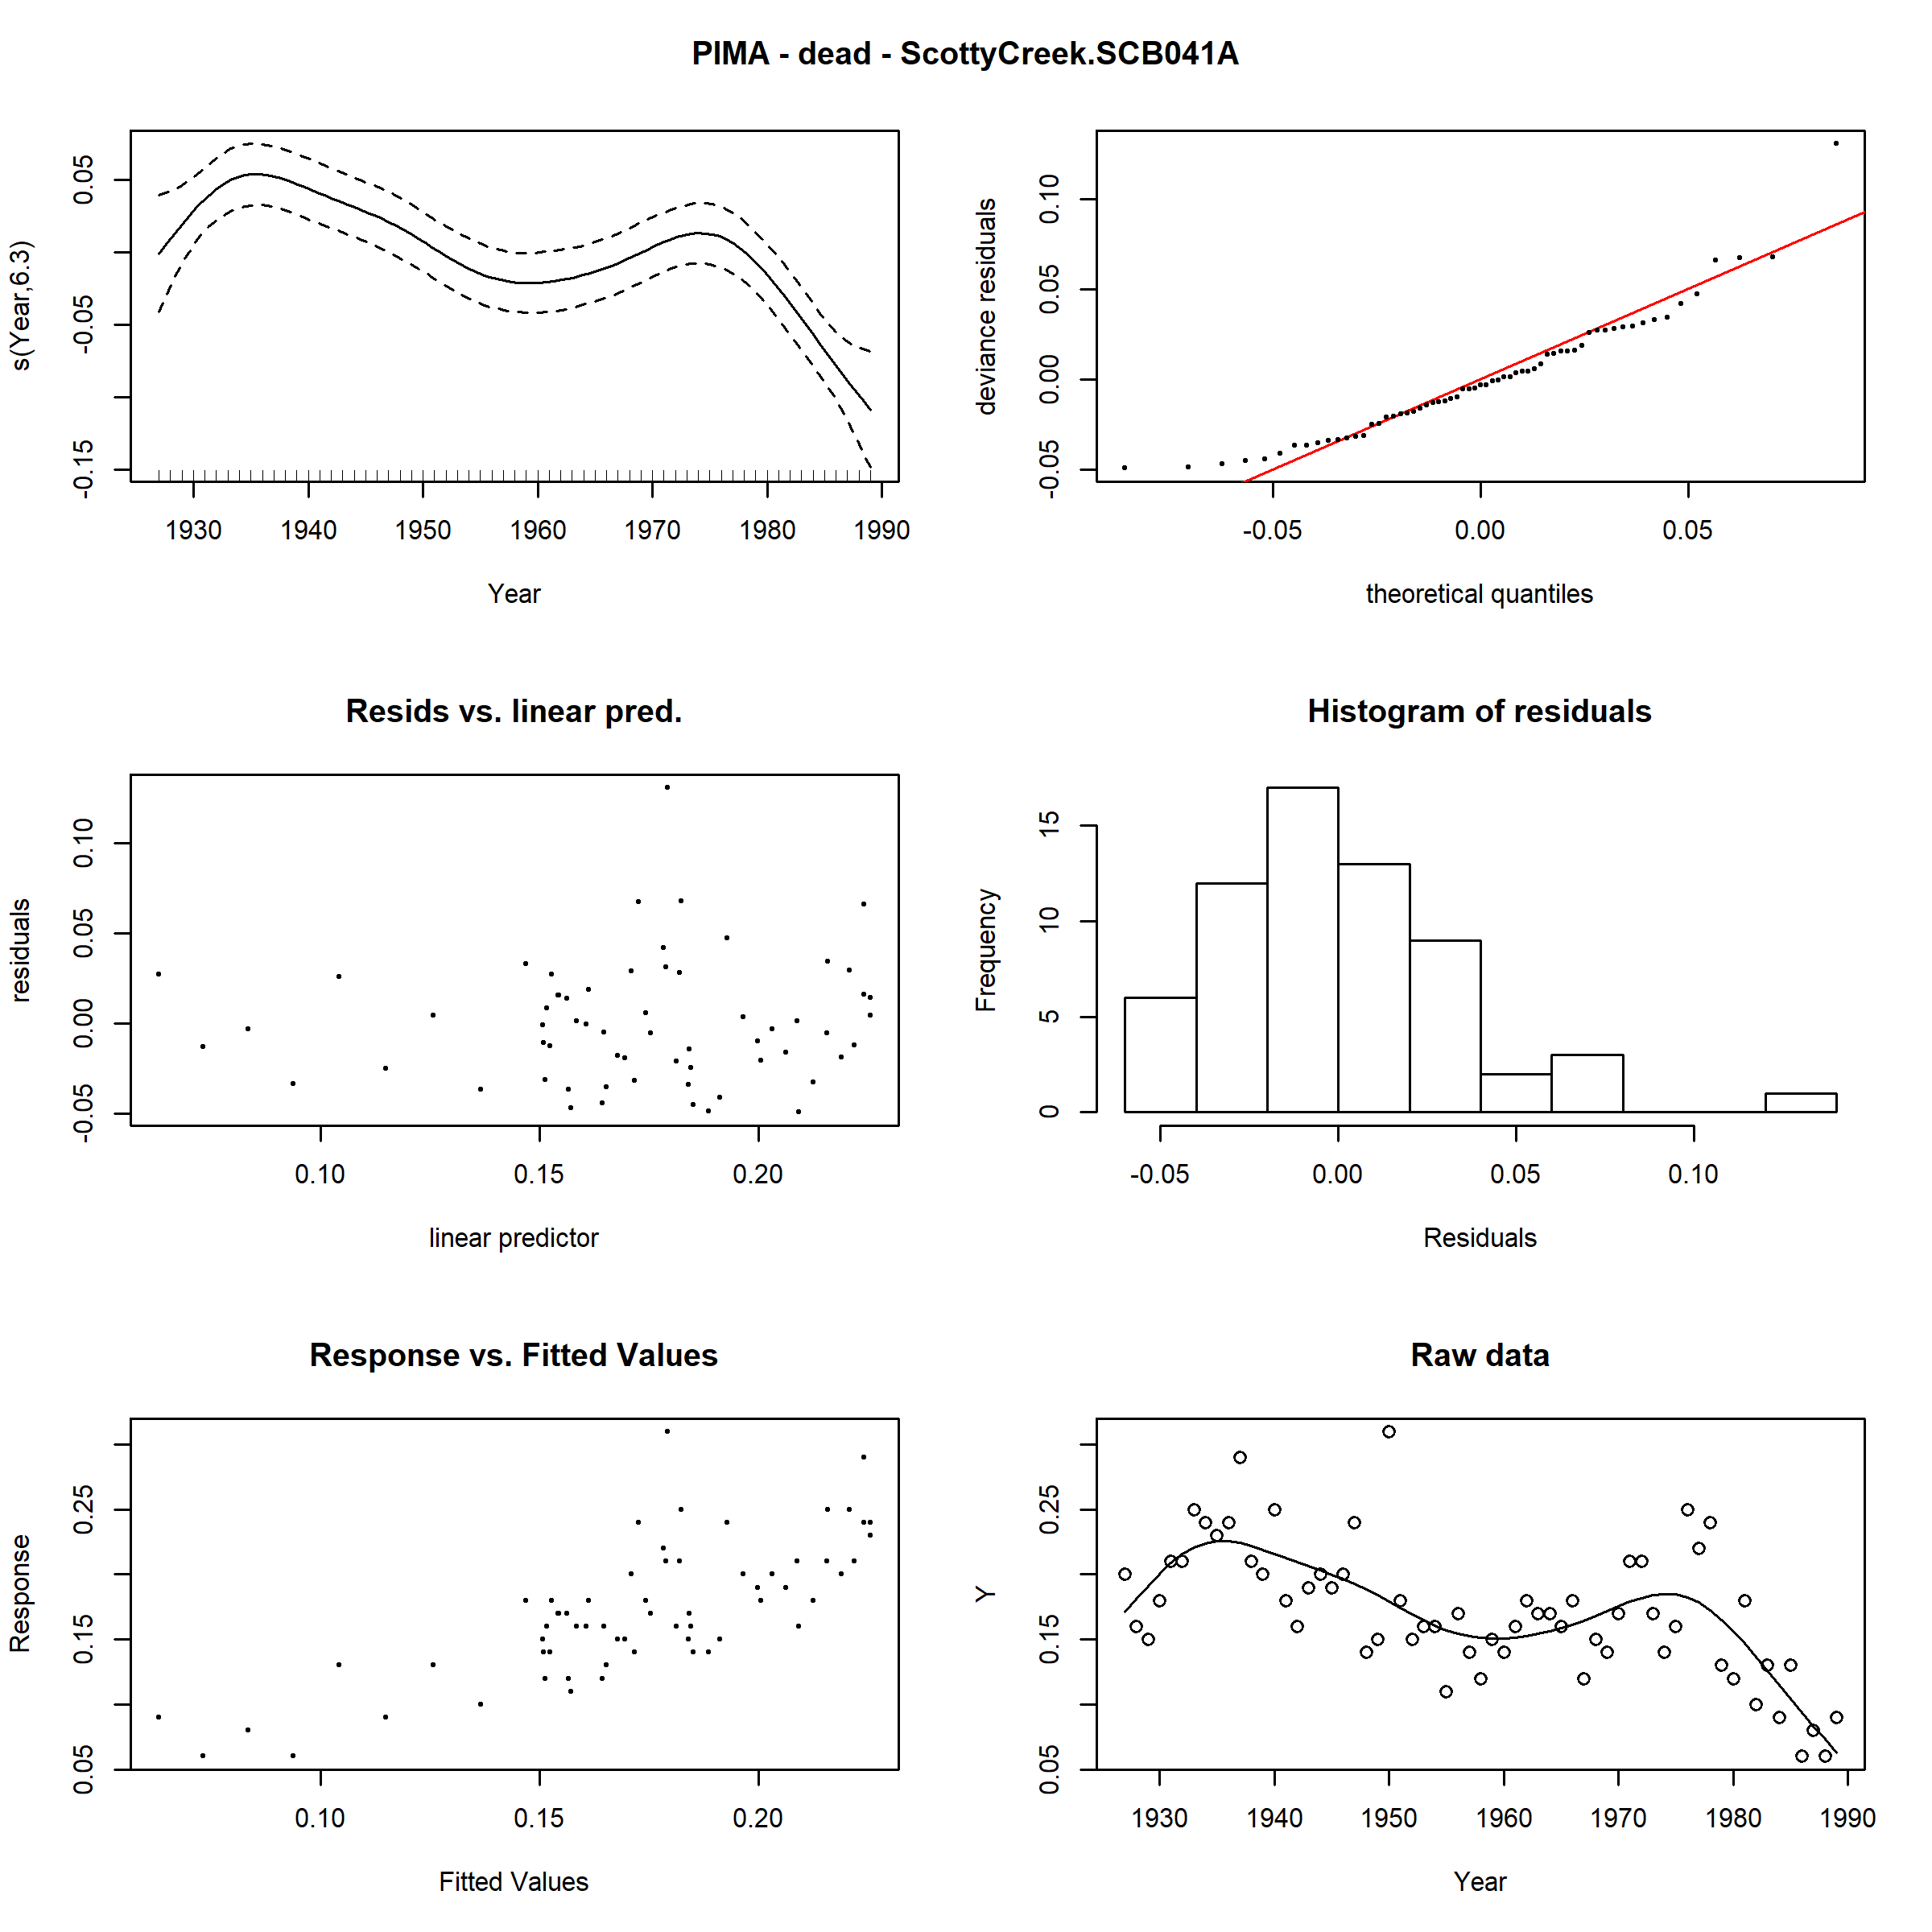 PIMA - dead - ScottyCreek.SCB041A
s(Year,6.3)
-0.15 -0.05 0.05
1930 1940 1950 1960 1970 1980 1990
Year
deviance residuals
-0.05 0.00 0.05 0.10
-0.05 0.00 0.05
theoretical quantiles
Resids vs. linear pred.
residuals
-0.05 0.00 0.05 0.10
0.10 0.15 0.20
linear predictor
Histogram of residuals
Frequency
0 5 10 15
-0.05 0.00 0.05 0.10
Residuals
Response vs. Fitted Values
Response
0.05 0.15 0.25
0.10 0.15 0.20
Fitted Values
Raw data
Y
0.05 0.15 0.25
1930 1940 1950 1960 1970 1980 1990
Year